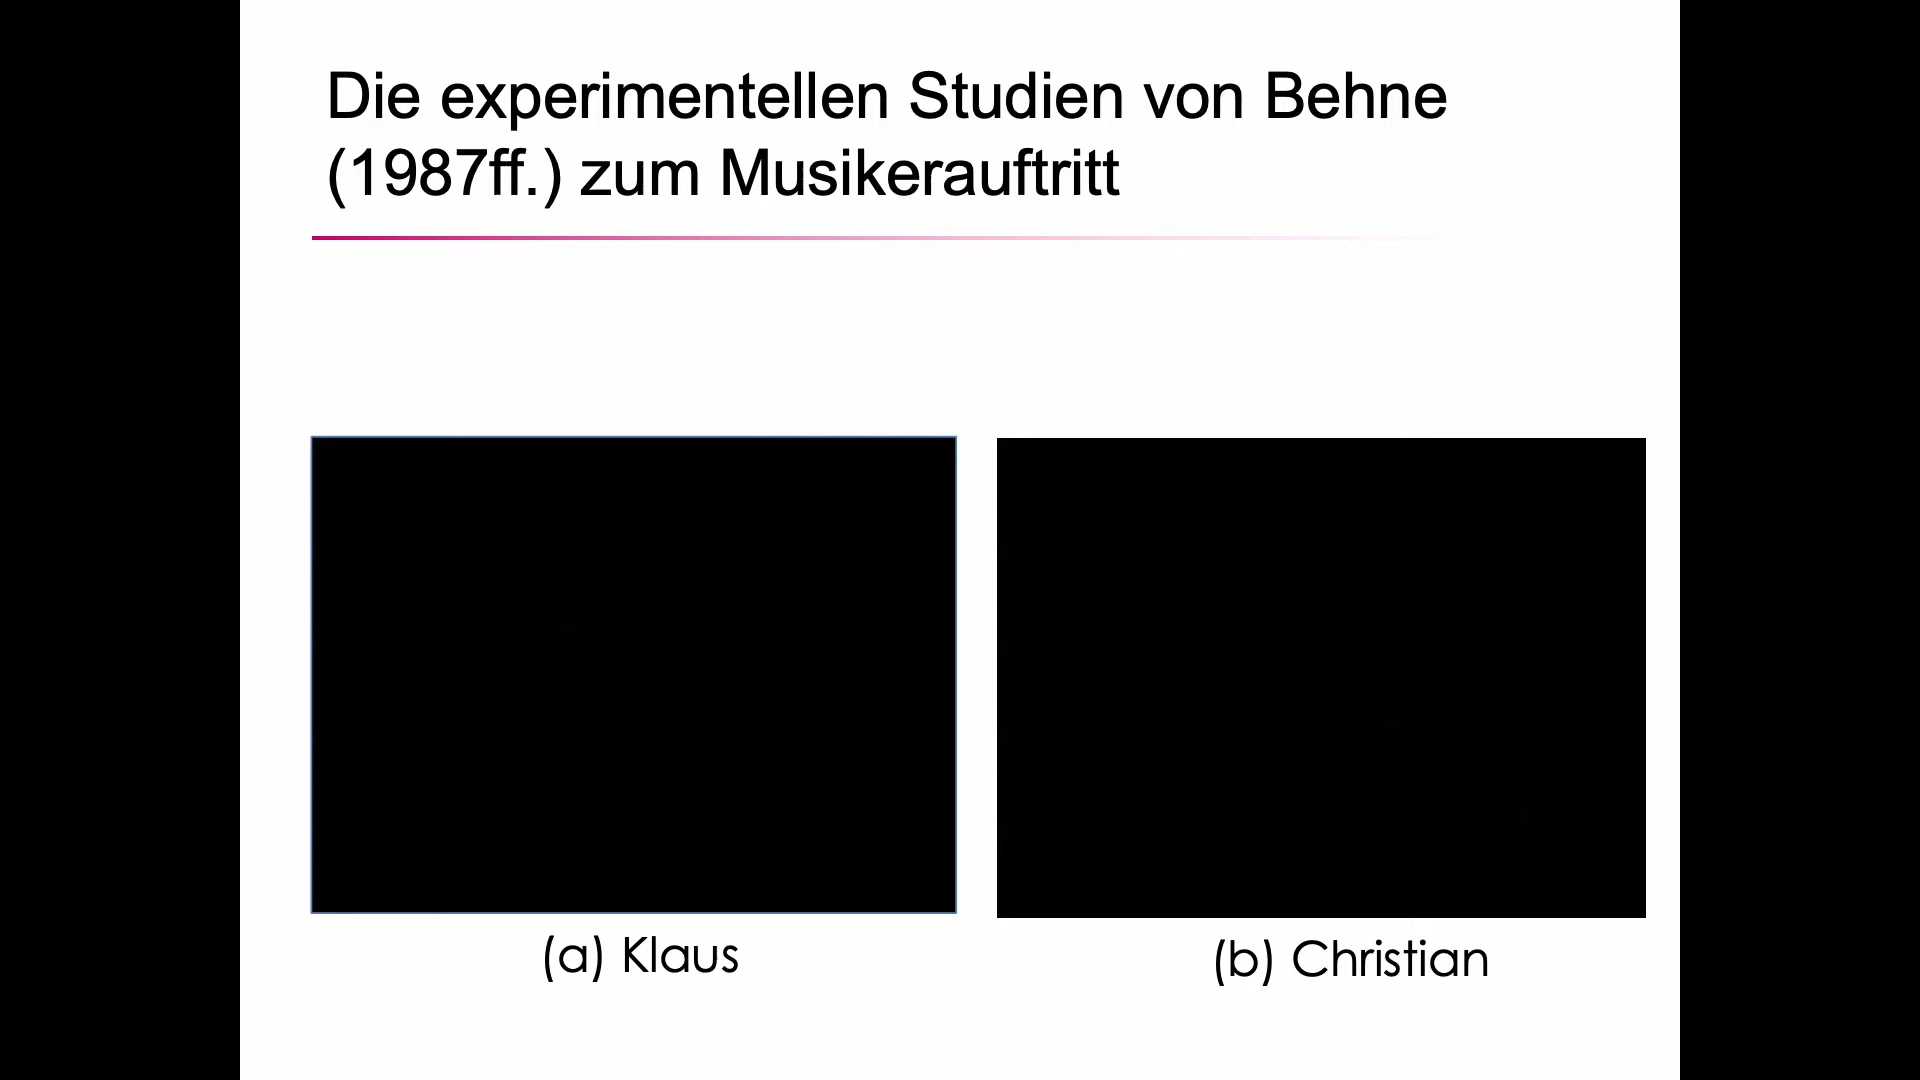 Die experimentellen Studien von Behne
(1987ff.) zum Musikerauftritt
(a) Klaus
(b) Christian